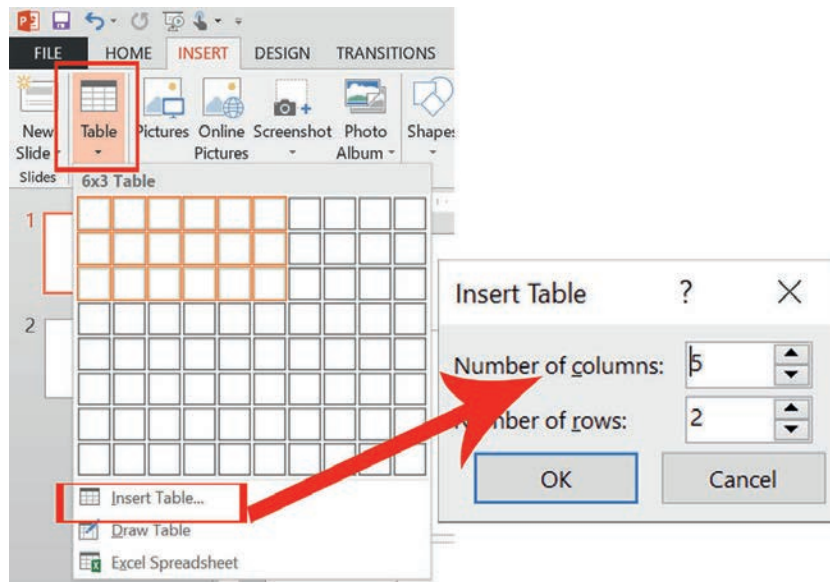 FILE HOME INSERT DESIGN TRANSITIONS
New Slide
Table
Pictures
Online Pictures
Screenshot
Photo Album
Shapes
Slides
6x3 Table
1
2
Insert Table...
Draw Table
Excel Spreadsheet
Insert Table ? 
Number of columns: 5
Number of rows: 2
OK Cancel